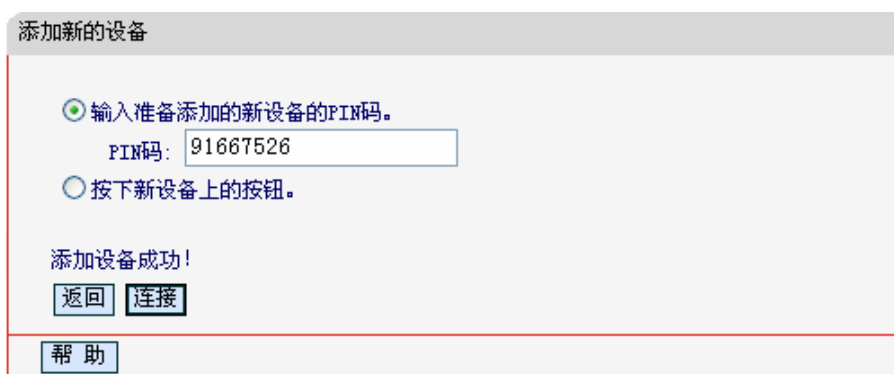 添加新的设备
输入准备添加的新设备的PIN码。
PIN码: 91667526
按下新设备上的按钮。
添加设备成功!
返回 连接
帮 助